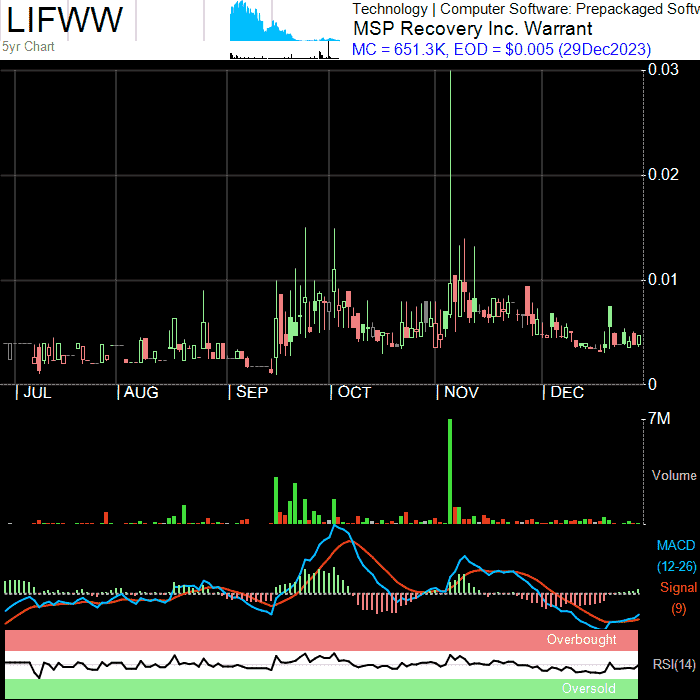 LIFWW
5yr Chart
Technology | Computer Software: Prepackaged Softw
MSP Recovery Inc. Warrant
MC = 651.3K, EOD = $0.005 (29Dec2023)
0.03
0.02
0.01
0
JUL AUG SEP OCT NOV DEC
7M
Volume
MACD
(12-26)
Signal
(9)
Overbought
RSI(14)
Oversold